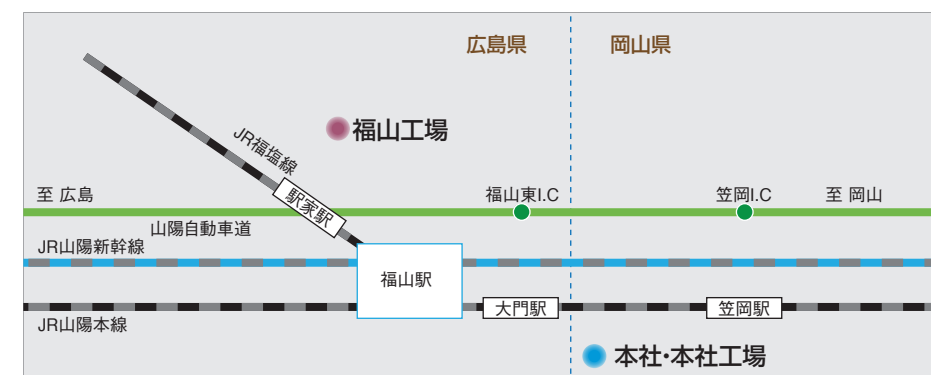 広島県
岡山県
福山工場
JR福塩線
至 広島
駅家駅
福山東I.C
笠岡I.C
至 岡山
山陽自動車道
JR山陽新幹線
福山駅
大門駅
笠岡駅
JR山陽本線
本社・本社工場